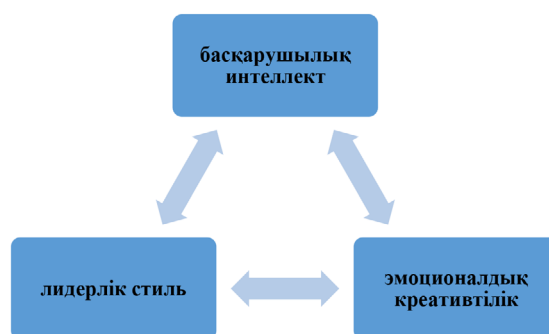 басқарушылық
интеллект
лидерлік стиль
эмоционалдық
креативтілік